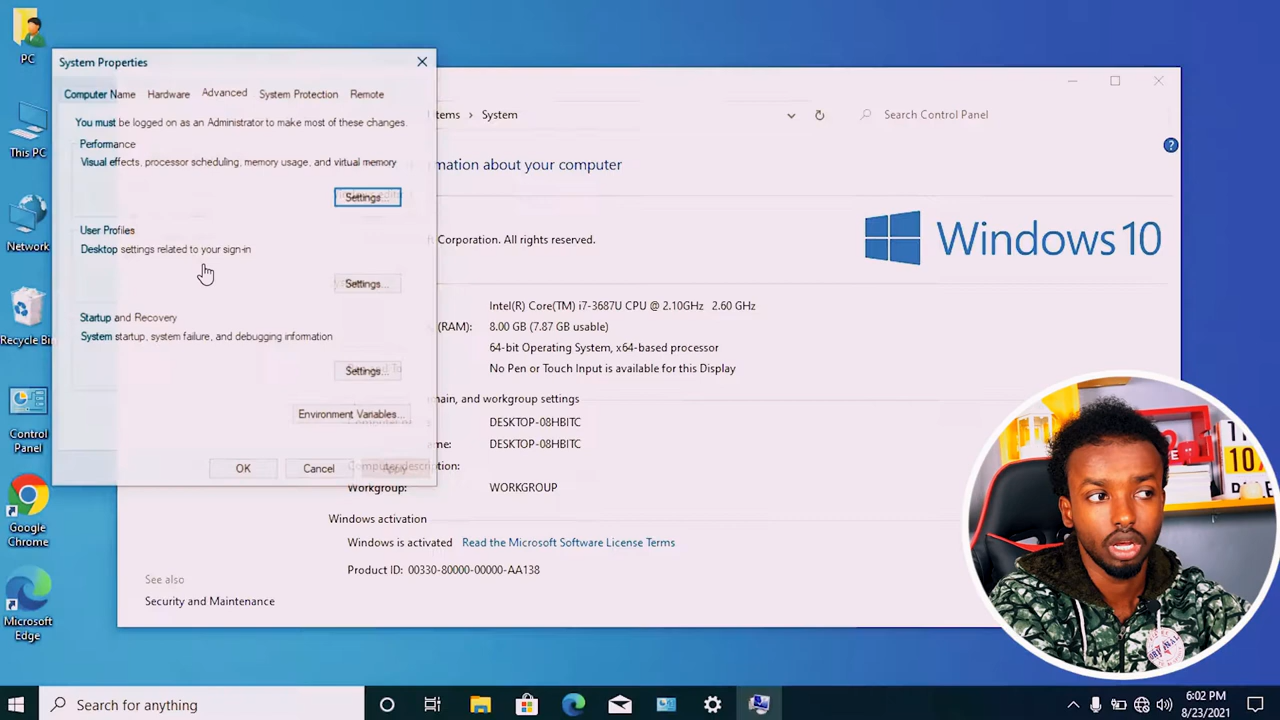 PC
This PC
Network
Recycle Bin
Control
Panel
Google
Chrome
Microsoft
Edge
System Properties
Computer Name
Hardware
Advanced
System Protection
Remote
You must be logged on as an Administrator to make most of these changes.
Performance
Visual effects, processor scheduling, memory usage, and virtual memory
Settings...
User Profiles
Desktop settings related to your sign-in
Settings...
Startup and Recovery
System startup, system failure, and debugging information
Settings...
Environment Variables...
OK
Cancel
Apply
Items > System
Search Control Panel
mation about your computer
ft Corporation. All rights reserved.
Windows 10
Intel(R) Core(TM) i7-3687U CPU @ 2.10GHz 2.60 GHz
(RAM): 8.00 GB (7.87 GB usable)
64-bit Operating System, x64-based processor
No Pen or Touch Input is available for this Display
main, and workgroup settings
DESKTOP-08HBITC
me: DESKTOP-08HBITC
Computer description:
Workgroup: WORKGROUP
Windows activation
Windows is activated Read the Microsoft Software License Terms
Product ID: 00330-80000-00000-AA138
See also
Security and Maintenance
ORIGINAL
Search for anything
6:02 PM
8/23/2021